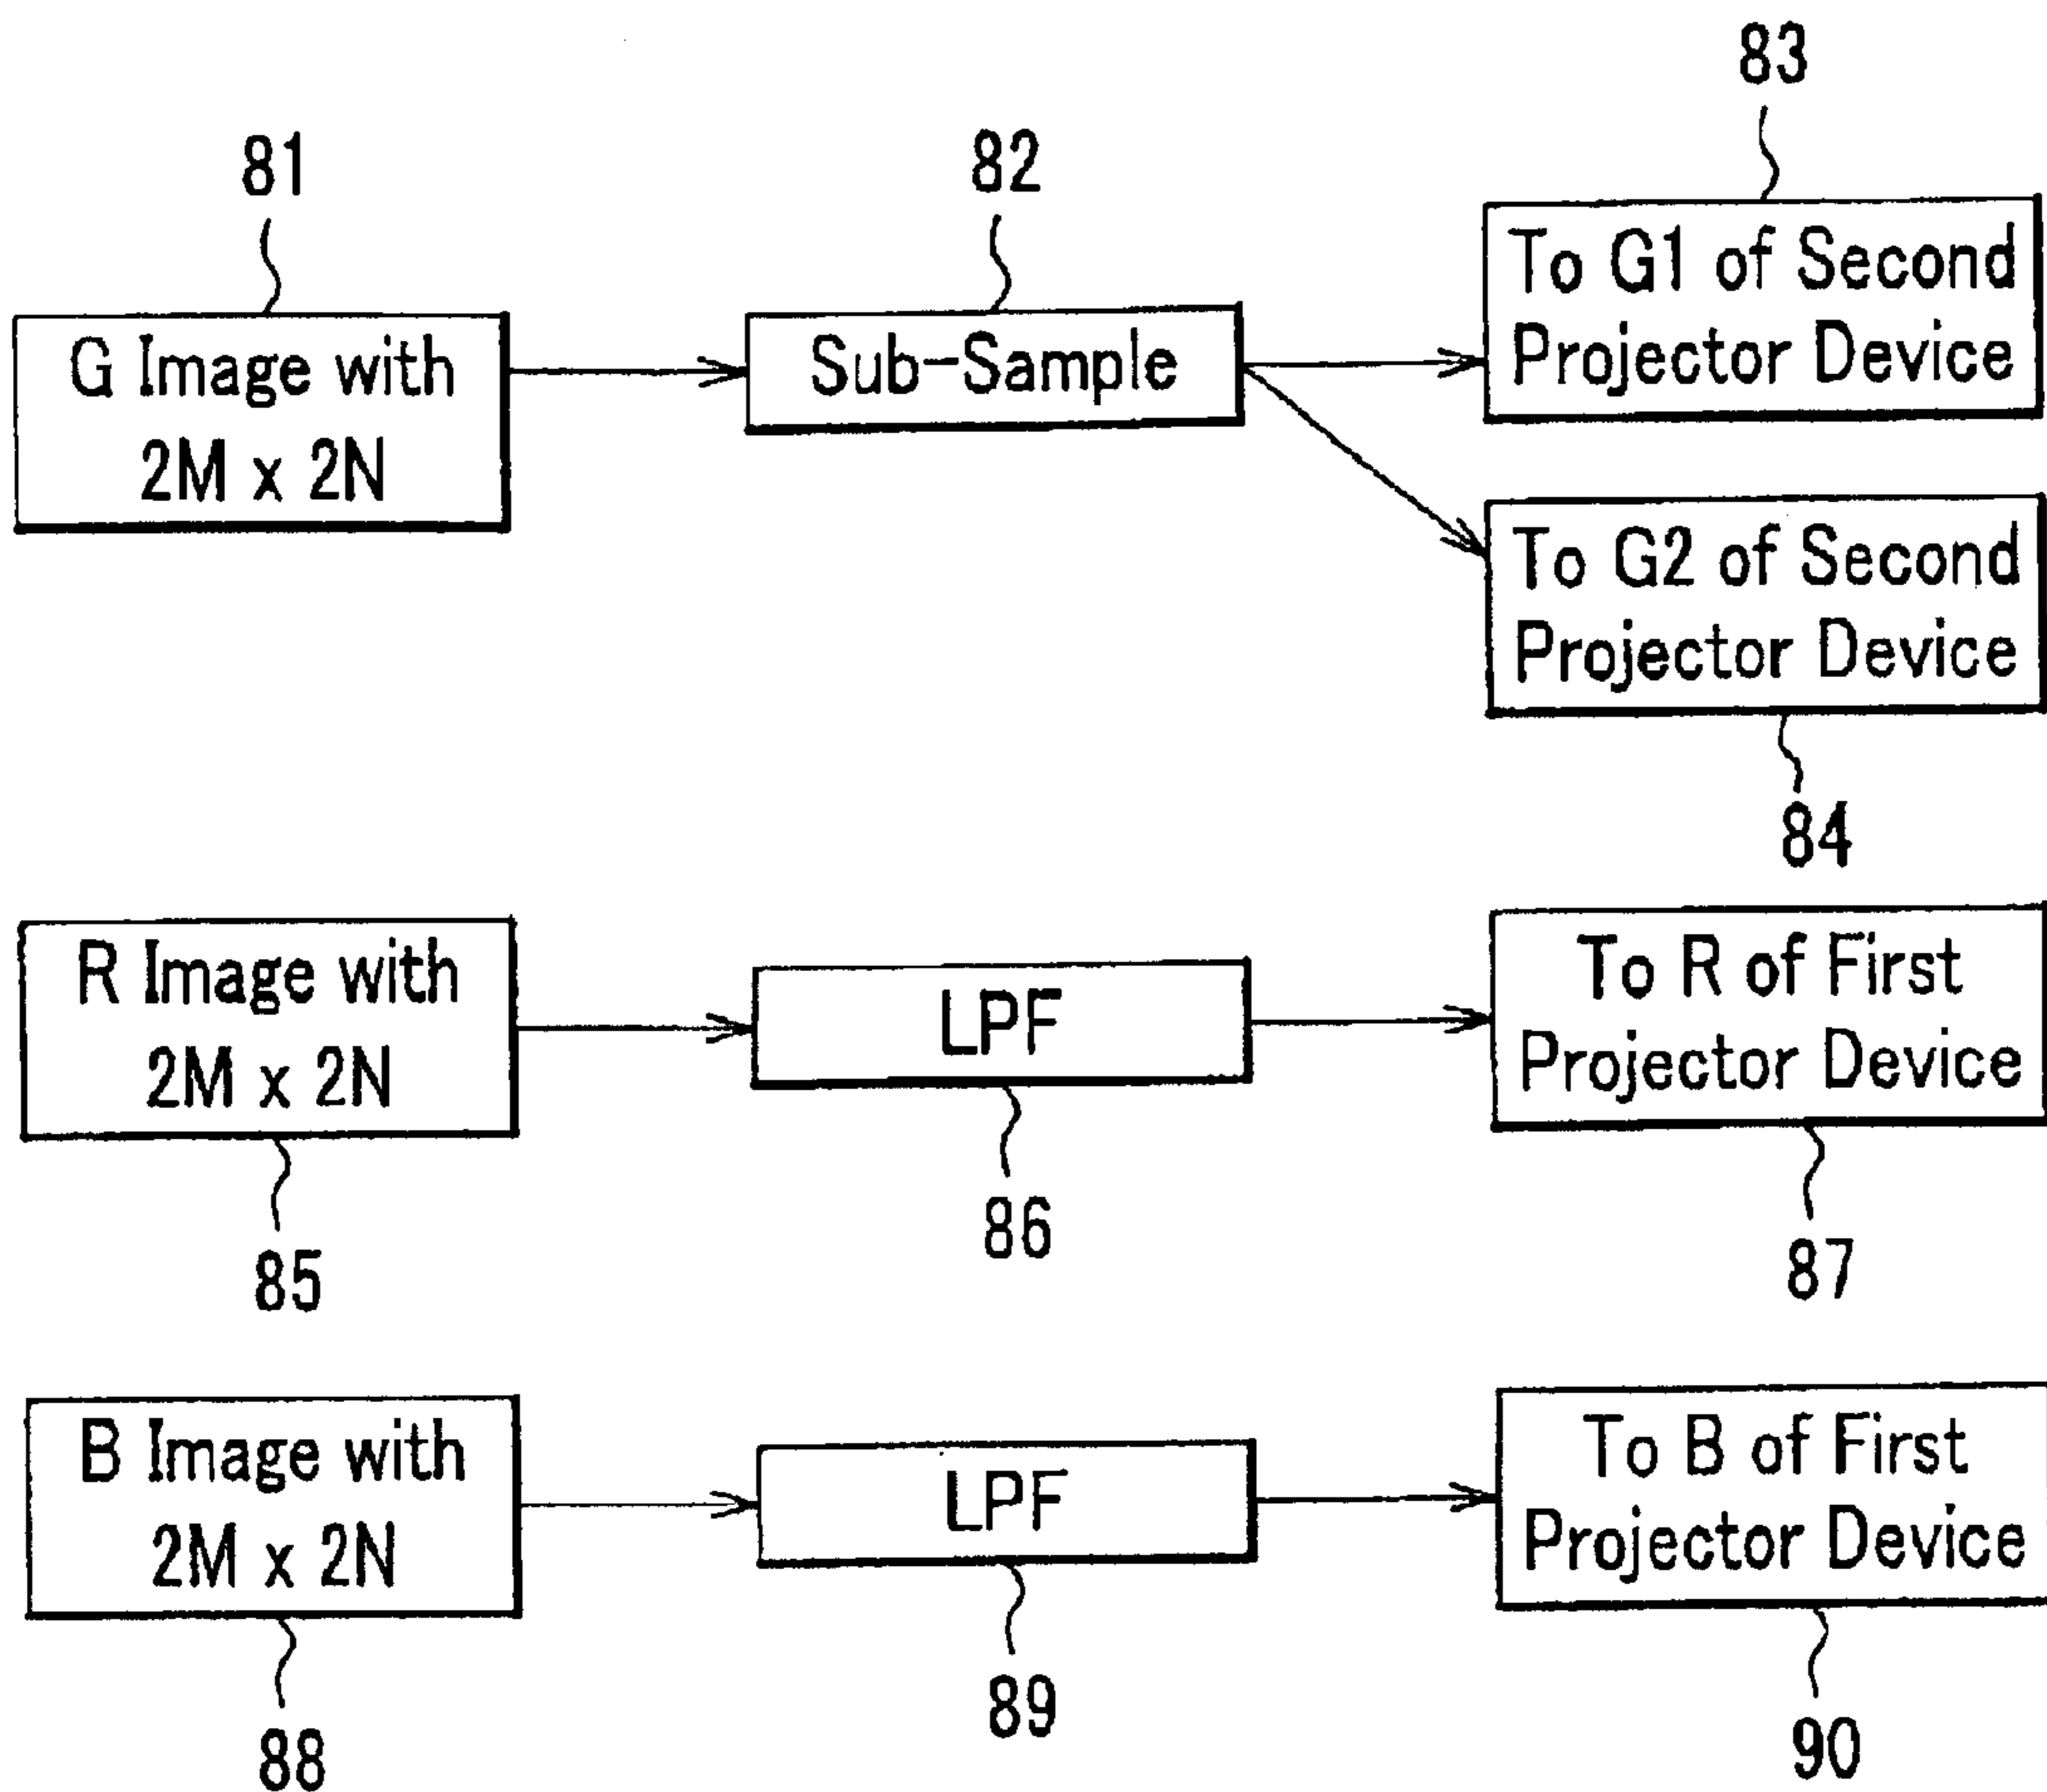 83
81
82
G Image with
2M x 2N
Sub-Sample
To G1 of Second
Projector Device
To G2 of Second
Projector Device
84
R Image with
2M x 2N
LPF
To R of First
Projector Device
85
86
87
B Image with
2M x 2N
LPF
To B of First
Projector Device
88
89
90